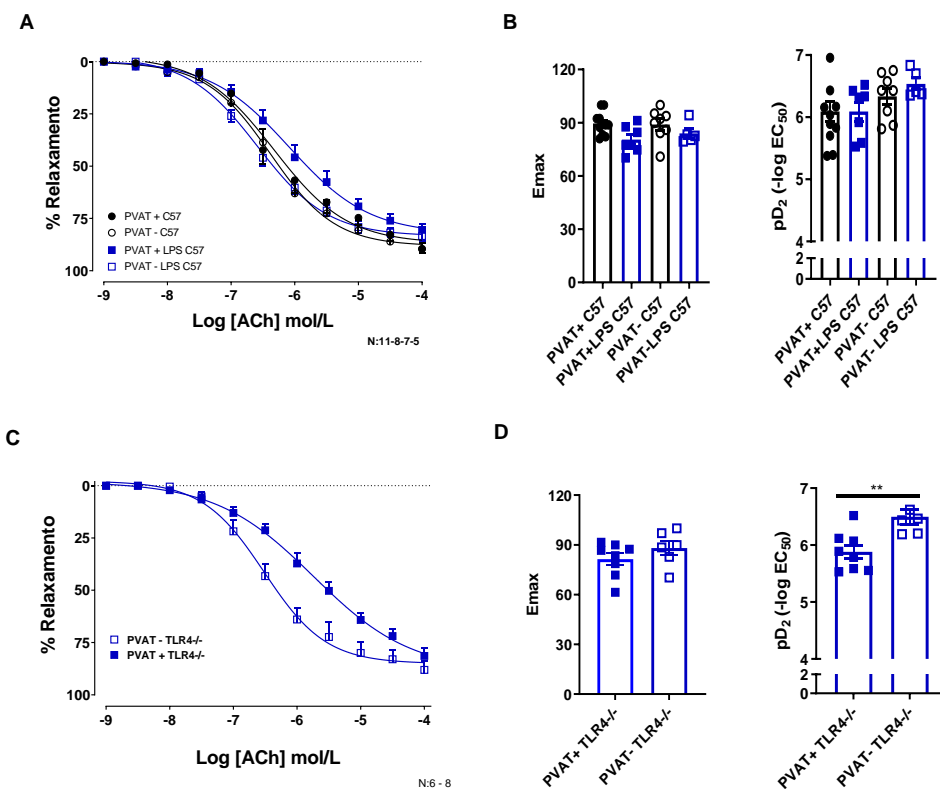 A
0
25
50
75
100
% Relaxamento
PVAT + C57
PVAT - C57
PVAT + LPS C57
PVAT - LPS C57
-9 -8 -7 -6 -5 -4
Log [ACh] mol/L
N:11-8-7-5
B
120
90
60
30
0
Emax
PVAT+ C57
PVAT+LPS C57
PVAT- C57
PVAT-LPS C57
7
6
5
4
2
0
pD₂ (-log EC₅₀)
PVAT+ C57
PVAT+LPS C57
PVAT- C57
PVAT- LPS C57
C
0
25
50
75
100
% Relaxamento
PVAT - TLR4-/-
PVAT + TLR4-/-
-9 -8 -7 -6 -5 -4
Log [ACh] mol/L
N:6 - 8
D
120
90
60
30
0
Emax
PVAT+ TLR4-/-
PVAT- TLR4-/-
**
7
6
5
4
2
0
pD₂ (-log EC₅₀)
PVAT+ TLR4-/-
PVAT- TLR4-/-